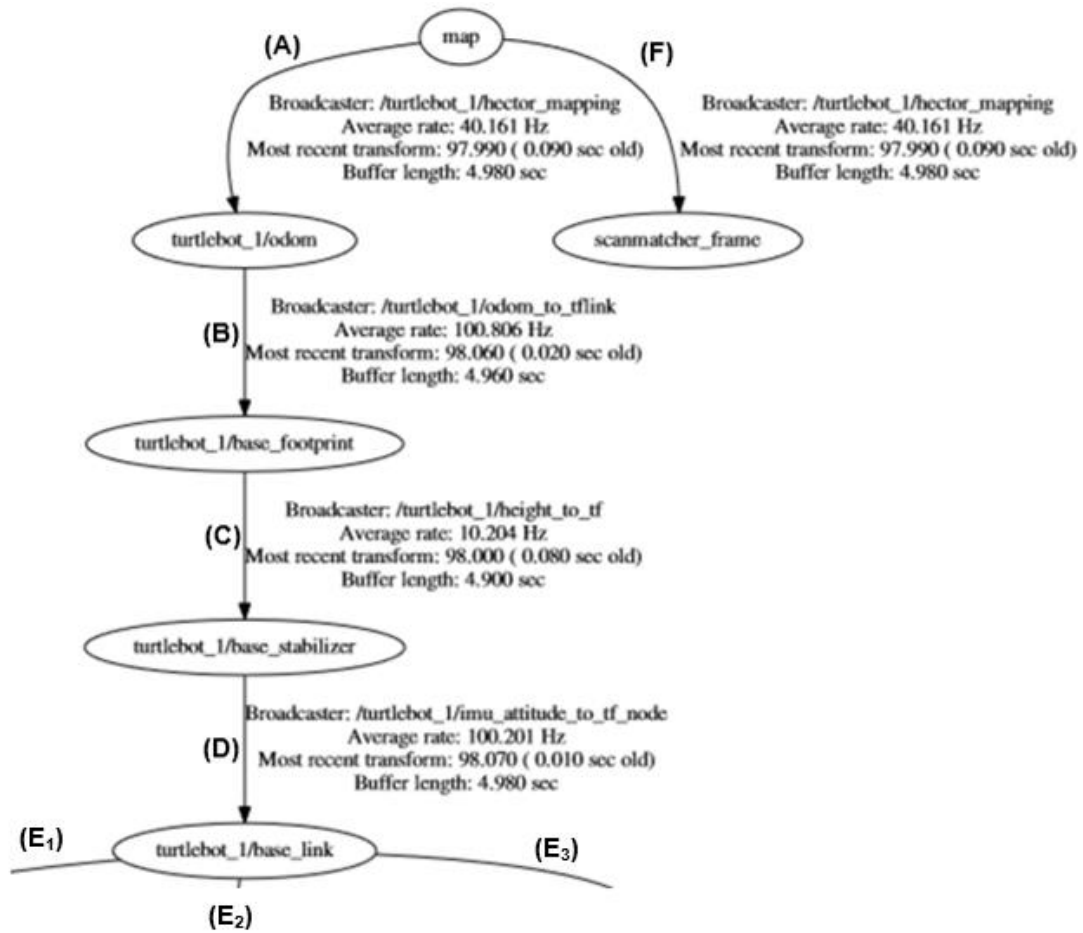 map
(A)
(F)
Broadcaster: /turtlebot_1/hector_mapping
Average rate: 40.161 Hz
Most recent transform: 97.990 ( 0.090 sec old)
Buffer length: 4.980 sec
Broadcaster: /turtlebot_1/hector_mapping
Average rate: 40.161 Hz
Most recent transform: 97.990 ( 0.090 sec old)
Buffer length: 4.980 sec
turtlebot_1/odom
scanmatcher_frame
(B)
Broadcaster: /turtlebot_1/odom_to_tflink
Average rate: 100.806 Hz
Most recent transform: 98.060 ( 0.020 sec old)
Buffer length: 4.960 sec
turtlebot_1/base_footprint
(C)
Broadcaster: /turtlebot_1/height_to_tf
Average rate: 10.204 Hz
Most recent transform: 98.000 ( 0.080 sec old)
Buffer length: 4.900 sec
turtlebot_1/base_stabilizer
(D)
Broadcaster: /turtlebot_1/imu_attitude_to_tf_node
Average rate: 100.201 Hz
Most recent transform: 98.070 ( 0.010 sec old)
Buffer length: 4.980 sec
(E₁)
turtlebot_1/base_link
(E₃)
(E₂)